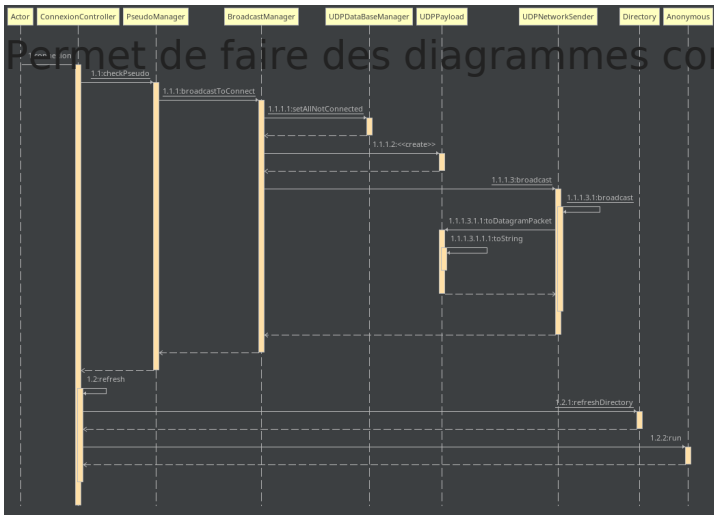 Actor ConnexionController PseudoManager BroadcastManager UDPDataBaseManager UDPPayload UDPNetworkSender Directory Anonymous
Permet de faire des diagrammes
1.1:checkPseudo
1.1.1:broadcastToConnect
1.1.1.1:setAllNotConnected
1.1.1.2:<<create>>
1.1.1.3:broadcast
1.1.1.3.1:broadcast
1.1.1.3.1.1:toDatagramPacket
1.1.1.3.1.1.1:toString
1.2:refresh
1.2.1:refreshDirectory
1.2.2:run